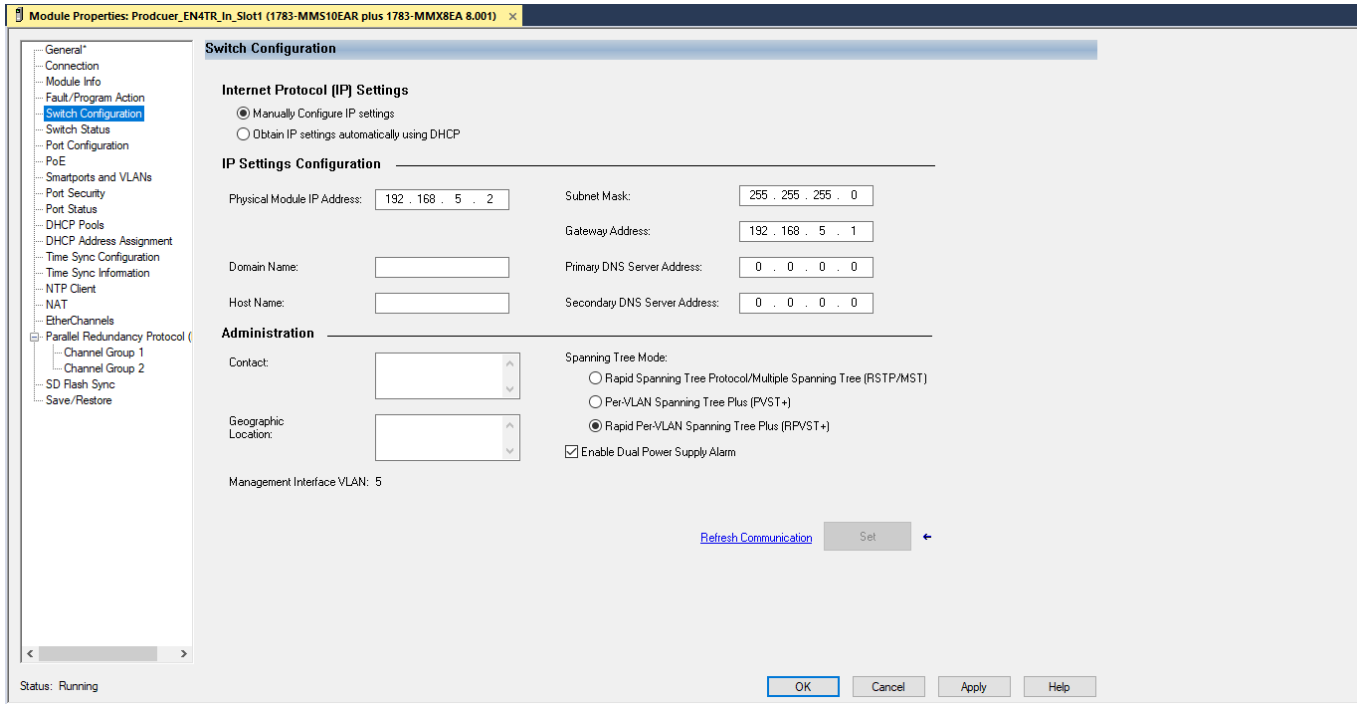 Module Properties: Prodcuer_EN4TR_In_Slot1 (1783-MMS10EAR plus 1783-MMX8EA 8.001) ×
General*
Connection
Module Info
Fault/Program Action
Switch Configuration
Switch Status
Port Configuration
PoE
Smartports and VLANs
Port Security
Port Status
DHCP Pools
DHCP Address Assignment
Time Sync Configuration
Time Sync Information
NTP Client
NAT
EtherChannels
Parallel Redundancy Protocol (
Channel Group 1
Channel Group 2
SD Flash Sync
Save/Restore
Switch Configuration
Internet Protocol (IP) Settings
Manually Configure IP settings
Obtain IP settings automatically using DHCP
IP Settings Configuration
Physical Module IP Address: 192 . 168 . 5 . 2
Subnet Mask: 255 . 255 . 255 . 0
Gateway Address: 192 . 168 . 5 . 1
Domain Name:
Primary DNS Server Address: 0 . 0 . 0 . 0
Host Name:
Secondary DNS Server Address: 0 . 0 . 0 . 0
Administration
Contact:
Geographic
Location:
Management Interface VLAN: 5
Spanning Tree Mode:
Rapid Spanning Tree Protocol/Multiple Spanning Tree (RSTP/MST)
Per-VLAN Spanning Tree Plus (PVST+)
Rapid Per-VLAN Spanning Tree Plus (RPVST+)
Enable Dual Power Supply Alarm
Refresh Communication Set
Status: Running
OK Cancel Apply Help